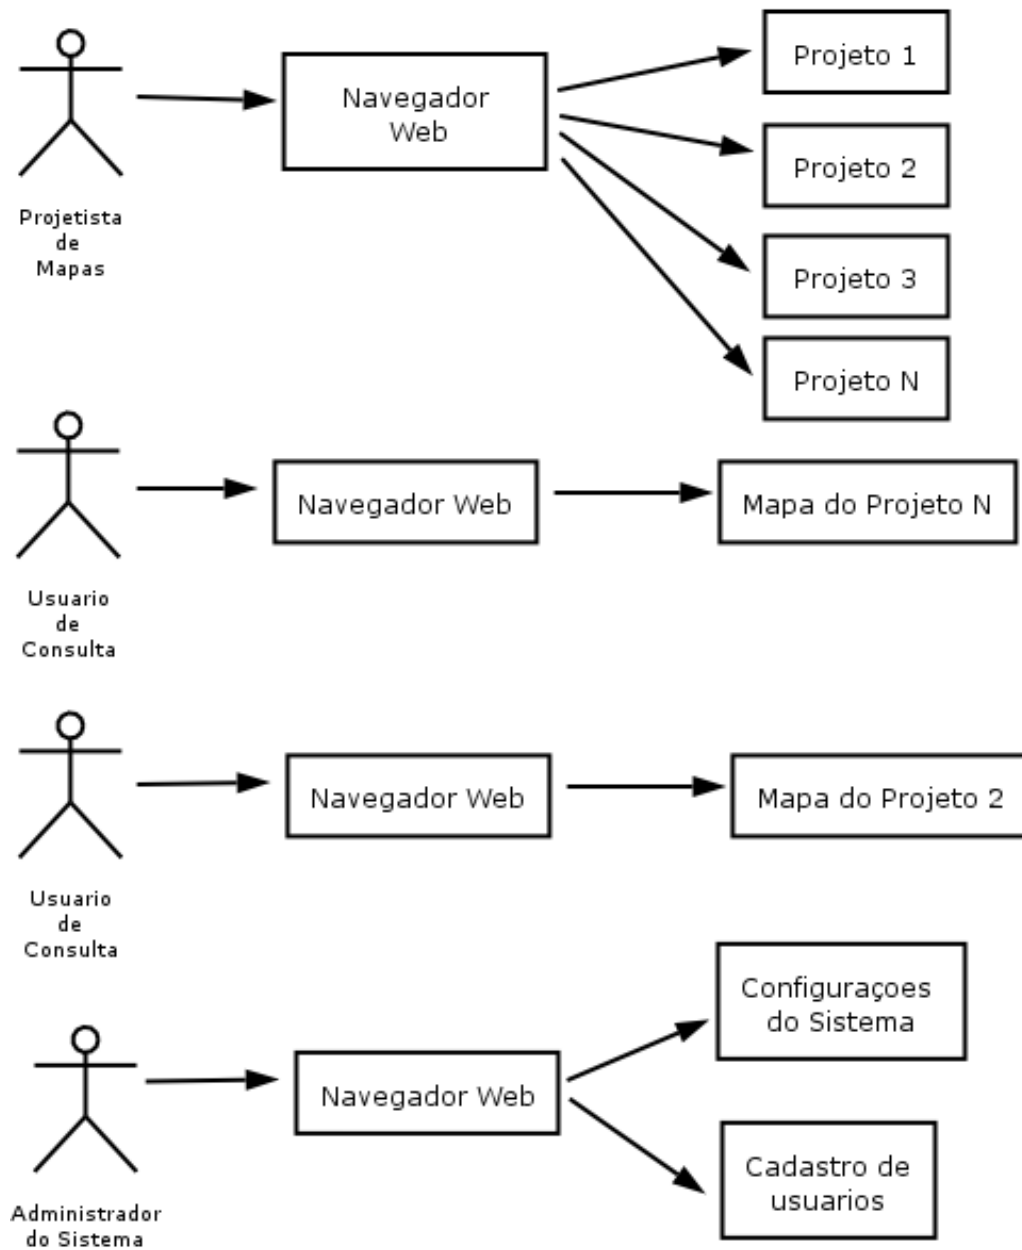 Navegador
Web
Projeto 1
Projeto 2
Projeto 3
Projeto N
Projetista
de
Mapas
Navegador Web
Mapa do Projeto N
Usuario
de
Consulta
Navegador Web
Mapa do Projeto 2
Usuario
de
Consulta
Navegador Web
Configuraçoes
do Sistema
Cadastro de
usuarios
Administrador
do Sistema